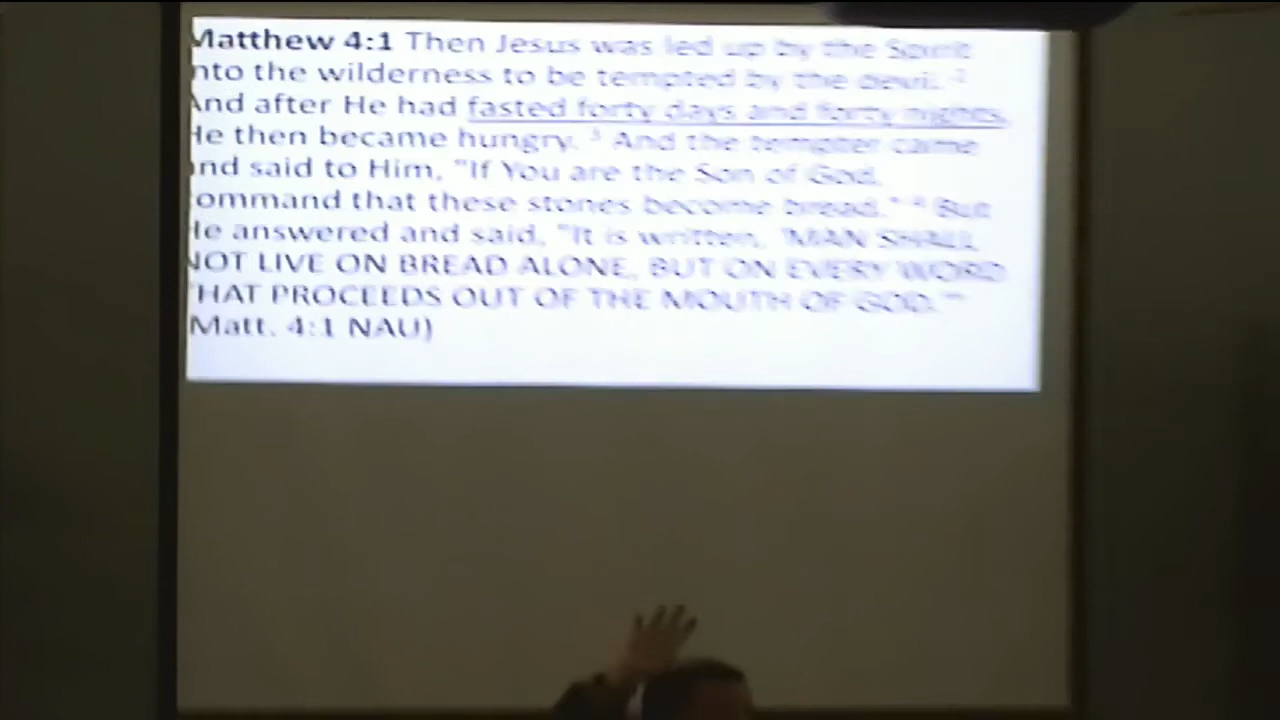 Matthew 4:1 Then Jesus was led up by the Spirit
nto the wilderness to be tempted by the devil. 2
And after He had fasted forty days and forty nights,
He then became hungry. 3 And the tempter came
nd said to Him, "If You are the Son of God,
ommand that these stones become bread." 4 But
He answered and said, "It is written, 'MAN SHALL
NOT LIVE ON BREAD ALONE, BUT ON EVERY WORD
THAT PROCEEDS OUT OF THE MOUTH OF GOD.'"
Matt. 4:1 NAU)